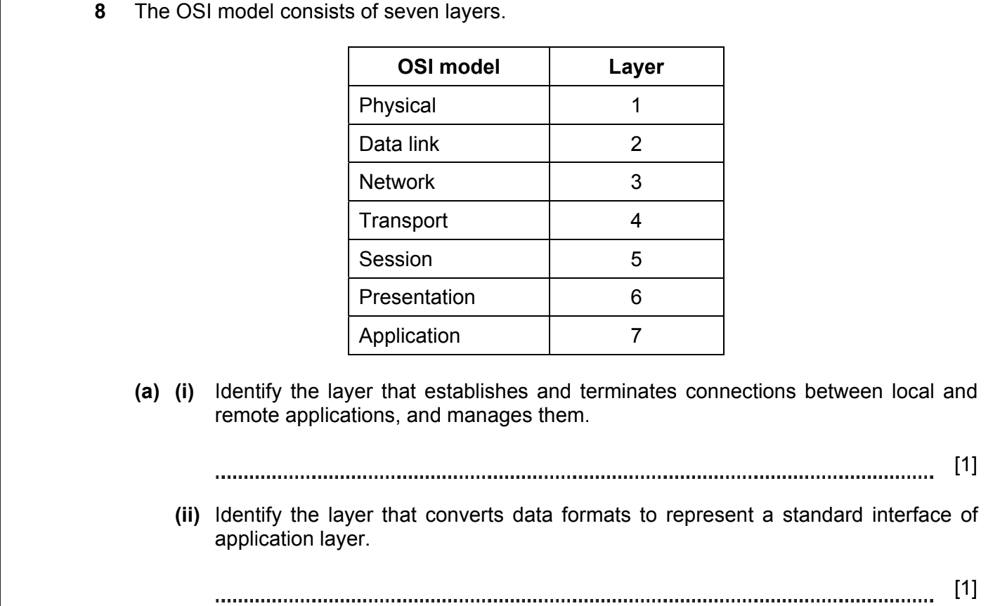 8 The OSI model consists of seven layers.
OSI model Layer
Physical 1
Data link 2
Network 3
Transport 4
Session 5
Presentation 6
Application 7
(a) (i) Identify the layer that establishes and terminates connections between local and
remote applications, and manages them.
[1]
(ii) Identify the layer that converts data formats to represent a standard interface of
application layer.
[1]